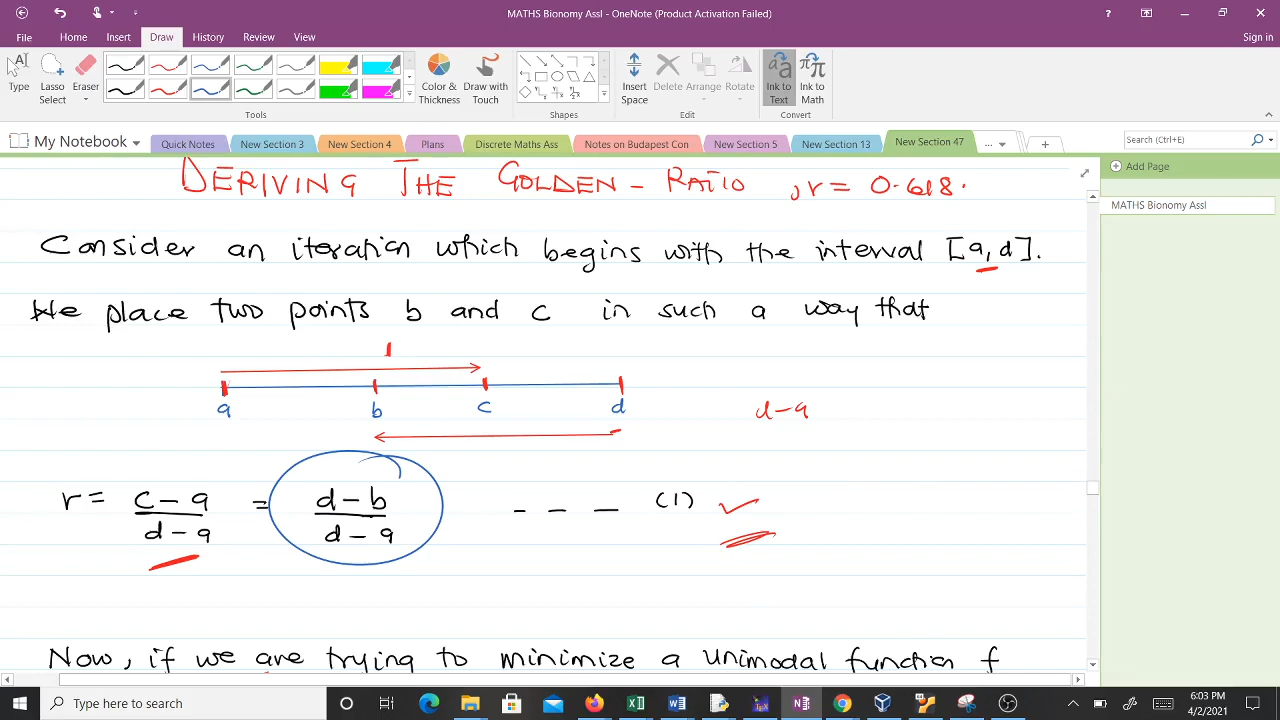 MATHS Bionomy Assl - OneNote (Product Activation Failed)
File Home Insert Draw History Review View Sign in
Type Lasso Select Eraser Color & Thickness Draw with Touch Insert Space Delete Arrange Rotate Ink to Text Ink to Math
Tools Shapes Edit Convert
My Notebook Quick Notes New Section 3 New Section 4 Plans Discrete Maths Ass Notes on Budapest Con New Section 5 New Section 13 New Section 47 ... Search (Ctrl+E)
Add Page
MATHS Bionomy Assl
DERIVING THE GOLDEN-RATIO , r = 0.618.
Consider an iteration which begins with the interval [a, d].
We place two points b and c in such a way that
a b c d d-a
r = c-a / d-a = d-b / d-a - - - (1)
Now, if we are trying to minimize a unimodal function f
Type here to search
6:03 PM
4/2/2021